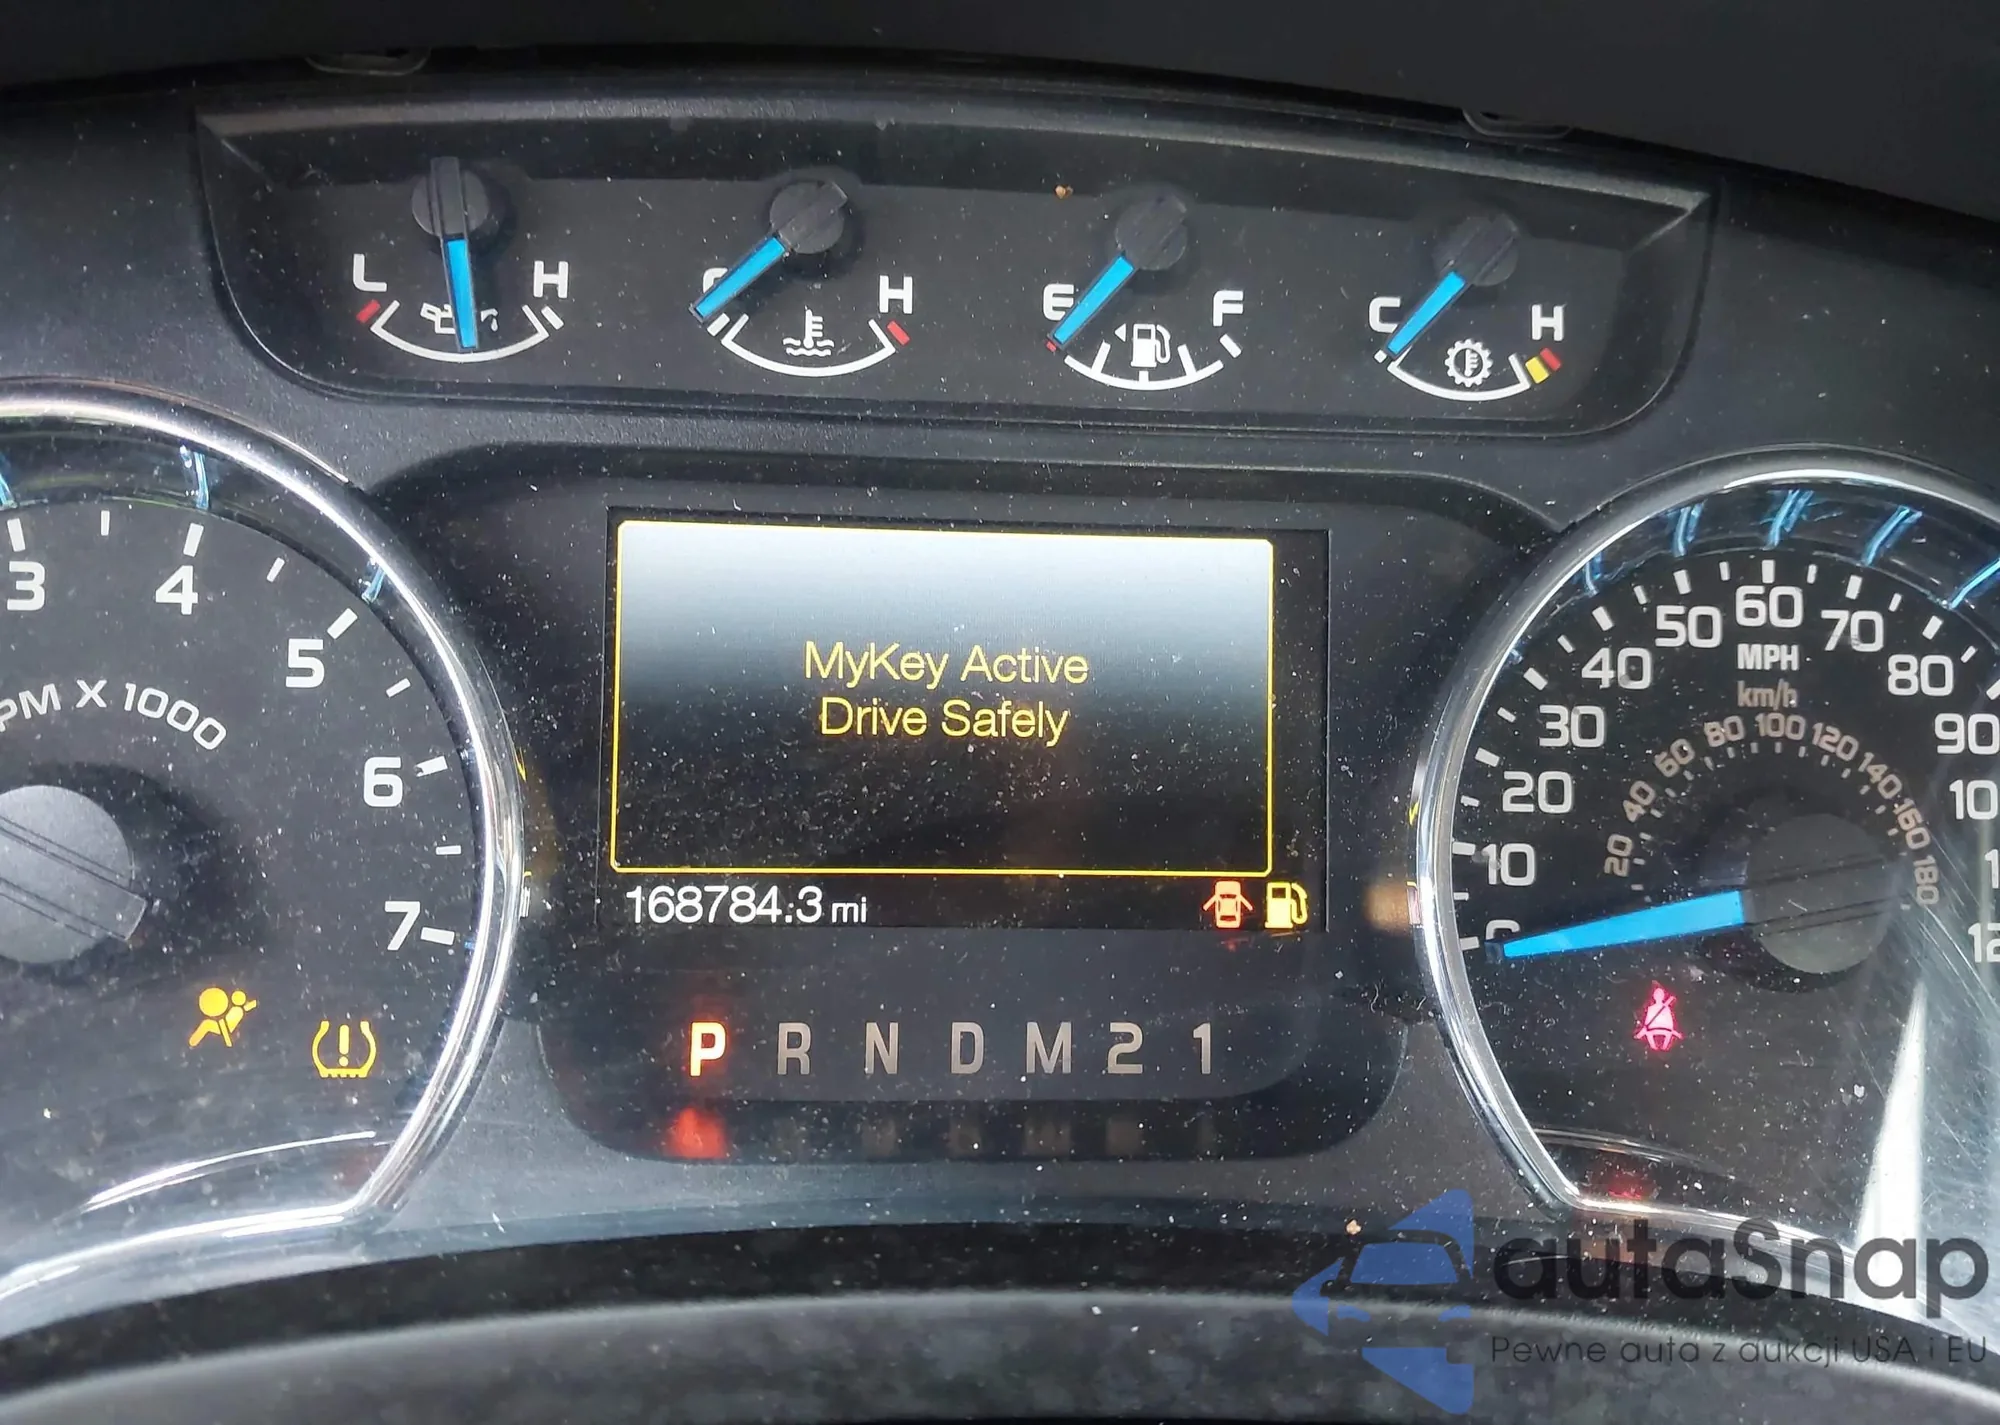 L H
H
E F
C H
3 4 5 6 7
RPM X 1000
MyKey Active
Drive Safely
168784.3 mi
P R N D M 2 1
10 20 30 40 50 60 70 80 90
MPH
km/h
20 40 60 80 100 120 140 160 180
autaSnap
Pewne auta z aukcji USA i EU